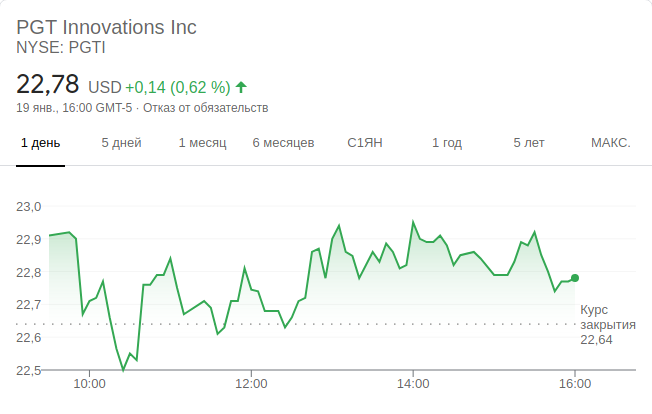 PGT Innovations Inc
NYSE: PGTI
22,78 USD +0,14 (0,62 %)
19 янв., 16:00 GMT-5 · Отказ от обязательств
1 день 5 дней 1 месяц 6 месяцев С1ЯН 1 год 5 лет МАКС.
23,0
22,9
22,8
22,7
22,6
22,5
Курс
закрытия
22,64
10:00 12:00 14:00 16:00